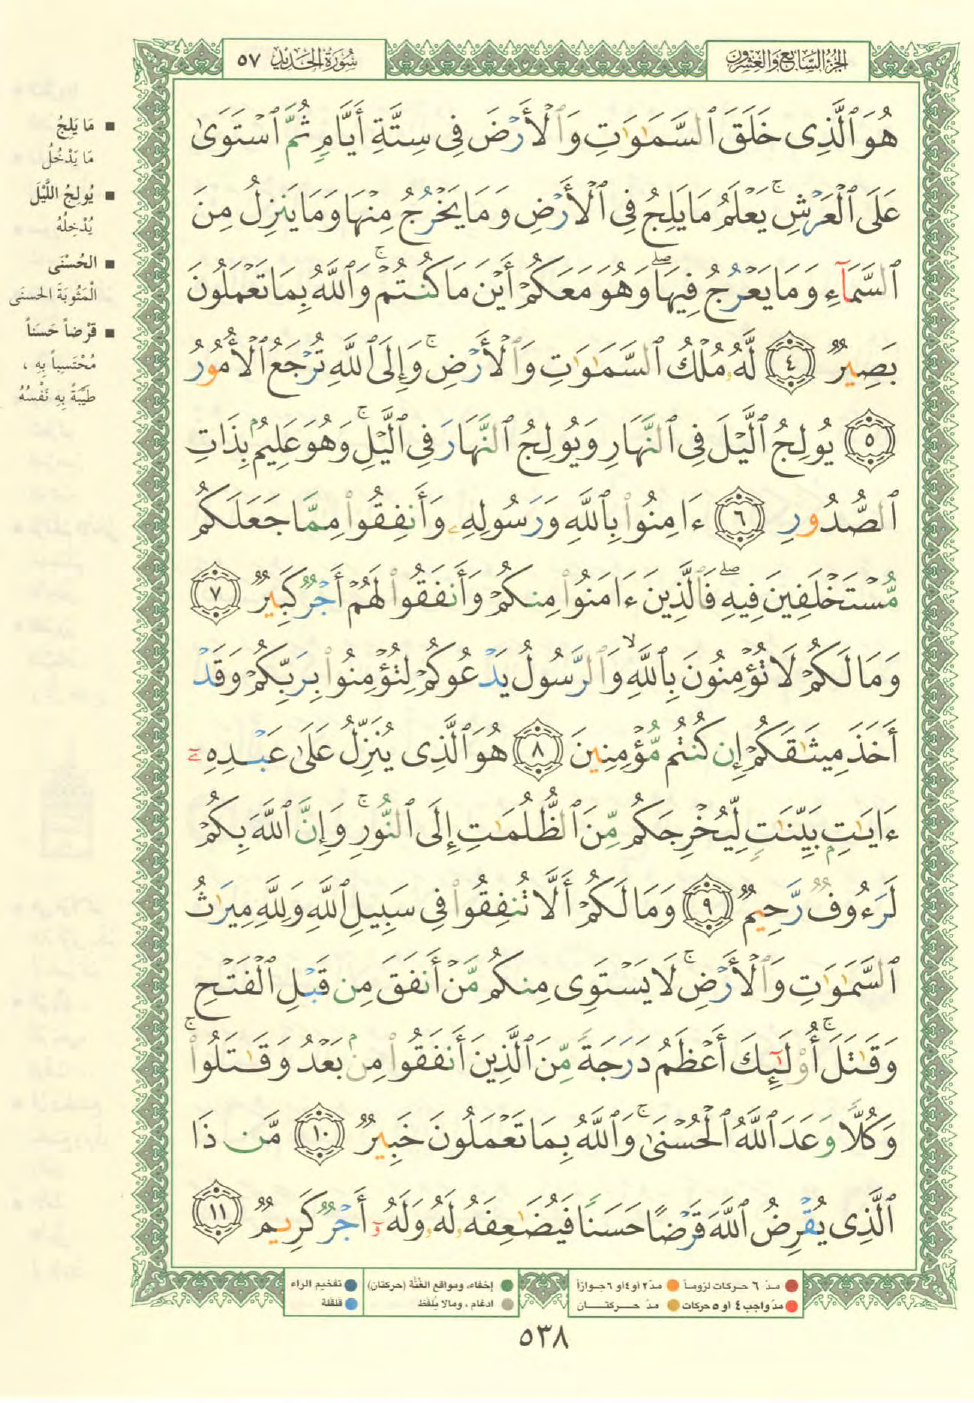 الجزء السابع والعشرون
سورة الحديد ٥٧
هُوَ ٱلَّذِى خَلَقَ ٱلسَّمَٰوَٰتِ وَٱلْأَرْضَ فِى سِتَّةِ أَيَّامٍ ثُمَّ ٱسْتَوَىٰ
عَلَى ٱلْعَرْشِ ۚ يَعْلَمُ مَا يَلِجُ فِى ٱلْأَرْضِ وَمَا يَخْرُجُ مِنْهَا وَمَا يَنزِلُ مِنَ
ٱلسَّمَآءِ وَمَا يَعْرُجُ فِيهَا ۖ وَهُوَ مَعَكُمْ أَيْنَ مَا كُنتُمْ ۚ وَٱللَّهُ بِمَا تَعْمَلُونَ
بَصِيرٌ ٤ لَّهُۥ مُلْكُ ٱلسَّمَٰوَٰتِ وَٱلْأَرْضِ ۚ وَإِلَى ٱللَّهِ تُرْجَعُ ٱلْأُمُورُ
٥ يُولِجُ ٱلَّيْلَ فِى ٱلنَّهَارِ وَيُولِجُ ٱلنَّهَارَ فِى ٱلَّيْلِ ۚ وَهُوَ عَلِيمٌۢ بِذَاتِ
ٱلصُّدُورِ ٦ ءَامِنُوا۟ بِٱللَّهِ وَرَسُولِهِۦ وَأَنفِقُوا۟ مِمَّا جَعَلَكُم
مُّسْتَخْلَفِينَ فِيهِ ۖ فَٱلَّذِينَ ءَامَنُوا۟ مِنكُمْ وَأَنفَقُوا۟ لَهُمْ أَجْرٌ كَبِيرٌ ٧
وَمَا لَكُمْ لَا تُؤْمِنُونَ بِٱللَّهِ ۙ وَٱلرَّسُولُ يَدْعُوكُمْ لِتُؤْمِنُوا۟ بِرَبِّكُمْ وَقَدْ
أَخَذَ مِيثَٰقَكُمْ إِن كُنتُم مُّؤْمِنِينَ ٨ هُوَ ٱلَّذِى يُنَزِّلُ عَلَىٰ عَبْدِهِۦٓ
ءَايَٰتٍۭ بَيِّنَٰتٍ لِّيُخْرِجَكُم مِّنَ ٱلظُّلُمَٰتِ إِلَى ٱلنُّورِ ۚ وَإِنَّ ٱللَّهَ بِكُمْ
لَرَءُوفٌ رَّحِيمٌ ٩ وَمَا لَكُمْ أَلَّا تُنفِقُوا۟ فِى سَبِيلِ ٱللَّهِ وَلِلَّهِ مِيرَٰثُ
ٱلسَّمَٰوَٰتِ وَٱلْأَرْضِ ۚ لَا يَسْتَوِى مِنكُم مَّنْ أَنفَقَ مِن قَبْلِ ٱلْفَتْحِ
وَقَٰتَلَ ۚ أُو۟لَٰٓئِكَ أَعْظَمُ دَرَجَةً مِّنَ ٱلَّذِينَ أَنفَقُوا۟ مِنۢ بَعْدُ وَقَٰتَلُوا۟ ۚ
وَكُلًّا وَعَدَ ٱللَّهُ ٱلْحُسْنَىٰ ۚ وَٱللَّهُ بِمَا تَعْمَلُونَ خَبِيرٌ ١٠ مَّن ذَا
ٱلَّذِى يُقْرِضُ ٱللَّهَ قَرْضًا حَسَنًا فَيُضَٰعِفَهُۥ لَهُۥ وَلَهُۥٓ أَجْرٌ كَرِيمٌ ١١
■ مَا يَلِجُ
مَا يَدْخُلُ
■ يُولِجُ اللَّيْلَ
يُدْخِلُهُ
■ الحُسْنَى
الْمَثُوبَةَ الحسنَى
■ قَرْضاً حَسَناً
مُحْتَسِباً بِهِ ،
طَيِّبَةً بِهِ نَفْسُهُ
مدّ ٦ حركات لزوماً
مدّ ٢ أو ٤ أو ٦ جوازاً
مدّ واجب ٤ أو ٥ حركات
مدّ حركتان
إخفاء، ومواقع الغُنَّة (حركتان)
ادغام ، ومالا يُلفَظ
تفخيم الراء
قلقلة
٥٣٨